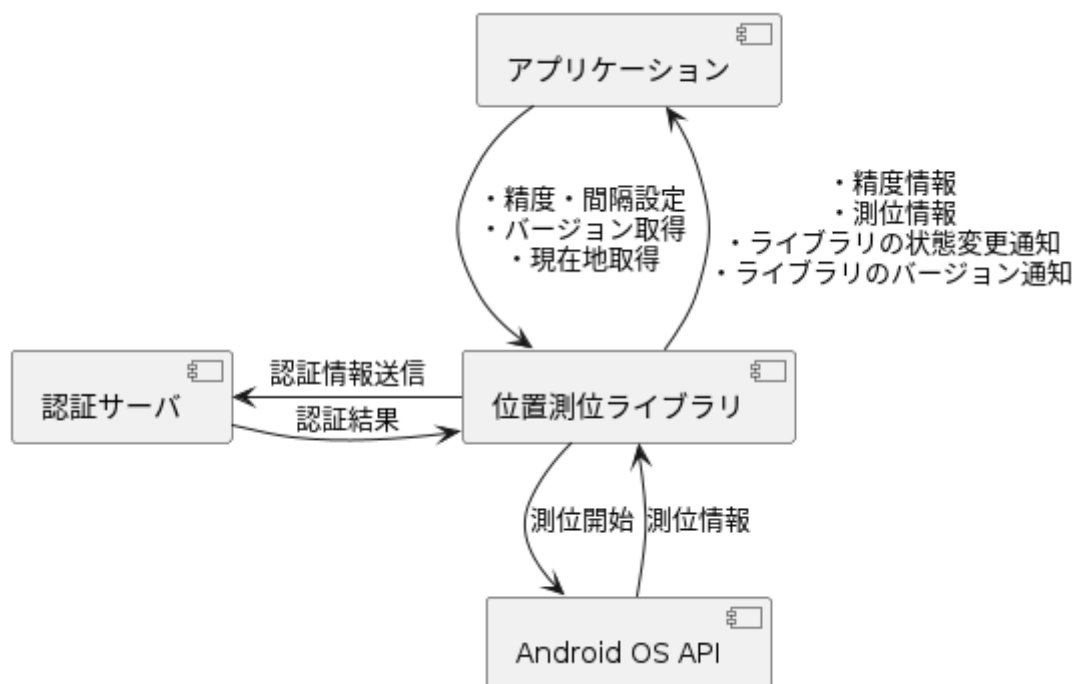 アプリケーション
・精度・間隔設定
・バージョン取得
・現在地取得
・精度情報
・測位情報
・ライブラリの状態変更通知
・ライブラリのバージョン通知
認証サーバ
認証情報送信
認証結果
位置測位ライブラリ
測位開始
測位情報
Android OS API